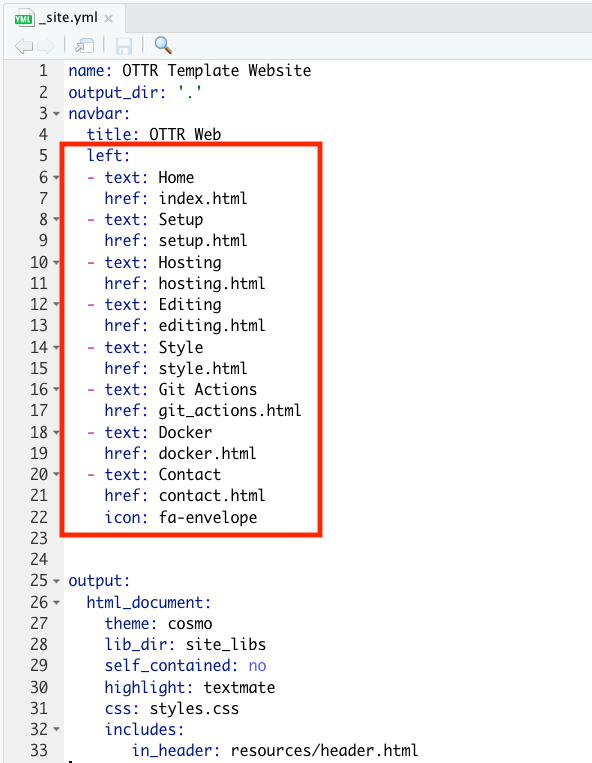 YML _site.yml ×
1 name: OTTR Template Website
2 output_dir: '.'
3 navbar:
4   title: OTTR Web
5   left:
6   - text: Home
7     href: index.html
8   - text: Setup
9     href: setup.html
10   - text: Hosting
11     href: hosting.html
12   - text: Editing
13     href: editing.html
14   - text: Style
15     href: style.html
16   - text: Git Actions
17     href: git_actions.html
18   - text: Docker
19     href: docker.html
20   - text: Contact
21     href: contact.html
22     icon: fa-envelope
23
24
25 output:
26   html_document:
27     theme: cosmo
28     lib_dir: site_libs
29     self_contained: no
30     highlight: textmate
31     css: styles.css
32     includes:
33        in_header: resources/header.html